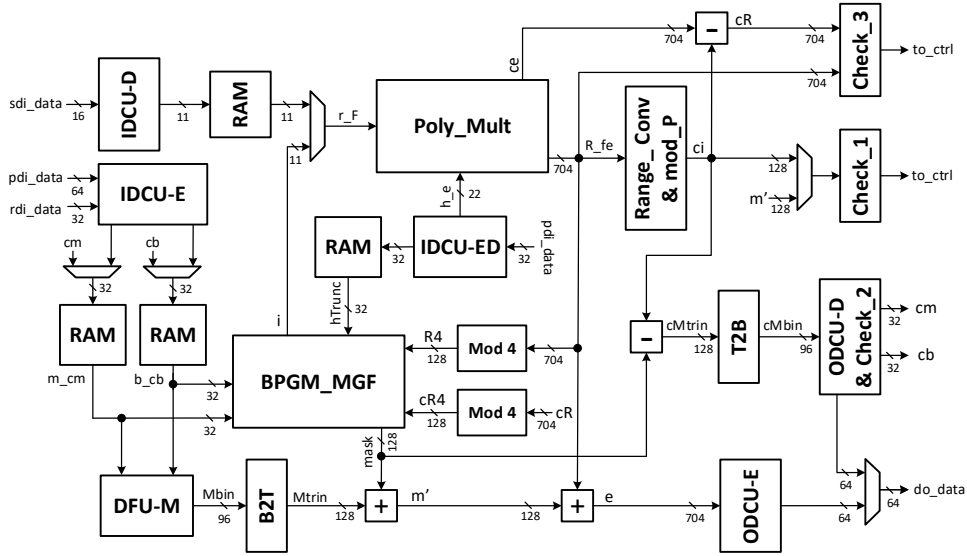 cR
704
704
704
Check_3
to_ctrl
ce
sdi_data
16
IDCU-D
11
RAM
11
r_F
11
Poly_Mult
704
R_fe
Range_Conv
& mod_P
ci
128
m’
128
Check_1
to_ctrl
pdi_data
64
rdi_data
32
IDCU-E
h_e
22
RAM
32
IDCU-ED
32
pdi_data
cm
cb
32
32
RAM
RAM
m_cm
b_cb
i
hTrunc
32
BPGM_MGF
32
32
R4
128
Mod 4
704
cR4
128
Mod 4
cR
704
mask
128
−
−
cMtrin
128
T2B
cMbin
96
ODCU-D
& Check_2
cm
32
cb
32
DFU-M
Mbin
96
B2T
Mtrin
128
+
m’
128
+
e
704
ODCU-E
64
64
do_data
64